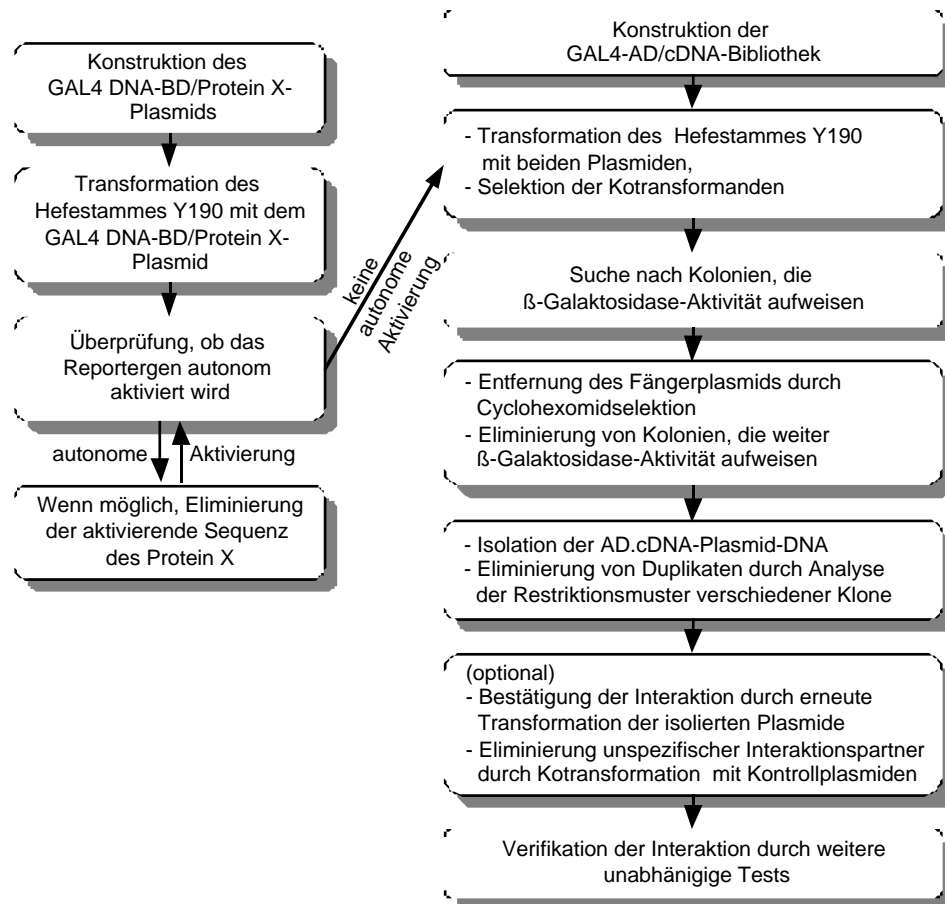 Konstruktion des
GAL4 DNA-BD/Protein X-
Plasmids
Transformation des
Hefestammes Y190 mit dem
GAL4 DNA-BD/Protein X-
Plasmid
Überprüfung, ob das
Reportergen autonom
aktiviert wird
autonome Aktivierung
Wenn möglich, Eliminierung
der aktivierende Sequenz
des Protein X
keine
autonome
Aktivierung
Konstruktion der
GAL4-AD/cDNA-Bibliothek
- Transformation des Hefestammes Y190
mit beiden Plasmiden,
- Selektion der Kotransformanden
Suche nach Kolonien, die
ß-Galaktosidase-Aktivität aufweisen
- Entfernung des Fängerplasmids durch
Cyclohexomidselektion
- Eliminierung von Kolonien, die weiter
ß-Galaktosidase-Aktivität aufweisen
- Isolation der AD.cDNA-Plasmid-DNA
- Eliminierung von Duplikaten durch Analyse
der Restriktionsmuster verschiedener Klone
(optional)
- Bestätigung der Interaktion durch erneute
Transformation der isolierten Plasmide
- Eliminierung unspezifischer Interaktionspartner
durch Kotransformation mit Kontrollplasmiden
Verifikation der Interaktion durch weitere
unabhänigige Tests